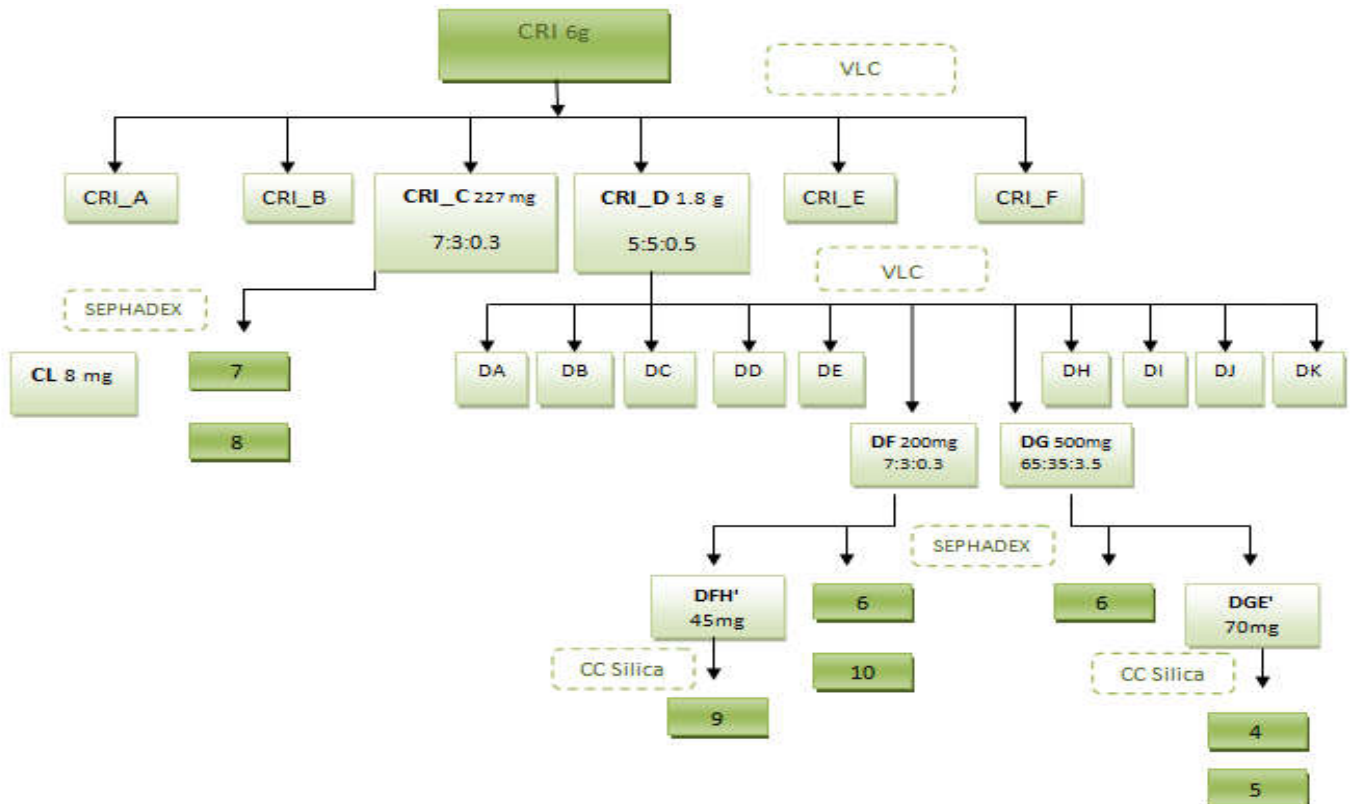 CRI 6g
VLC
CRI_A
CRI_B
CRI_C 227 mg
7:3:0.3
CRI_D 1.8 g
5:5:0.5
CRI_E
CRI_F
VLC
SEPHADEX
CL 8 mg
7
8
DA
DB
DC
DD
DE
DH
DI
DJ
DK
DF 200mg
7:3:0.3
DG 500mg
65:35:3.5
SEPHADEX
DFH'
45mg
6
10
6
DGE'
70mg
CC Silica
9
CC Silica
4
5